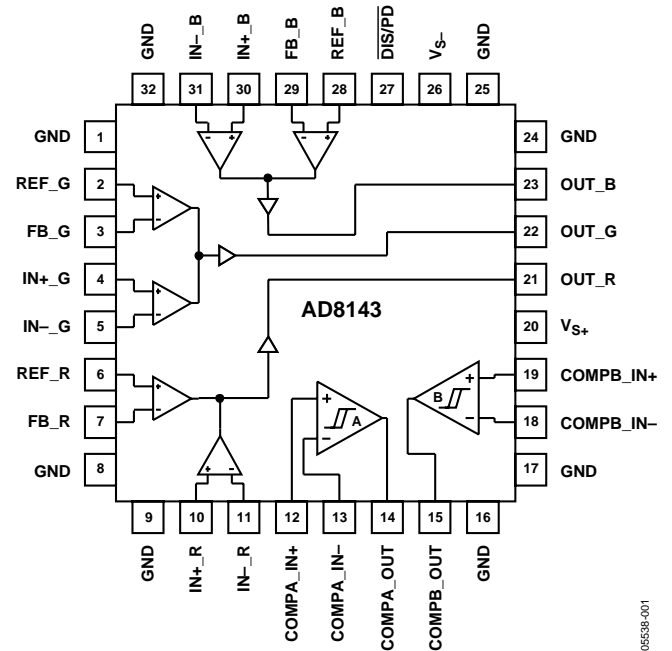 GND
IN–_B
IN+_B
FB_B
REF_B
DIS/PD
VS–
GND
32
31
30
29
28
27
26
25
GND 1
REF_G 2
FB_G 3
IN+_G 4
IN–_G 5
REF_R 6
FB_R 7
GND 8
24 GND
23 OUT_B
22 OUT_G
21 OUT_R
20 VS+
19 COMPB_IN+
18 COMPB_IN–
17 GND
AD8143
A
B
9
10
11
12
13
14
15
16
GND
IN+_R
IN–_R
COMPA_IN+
COMPA_IN–
COMPA_OUT
COMPB_OUT
GND
05538-001